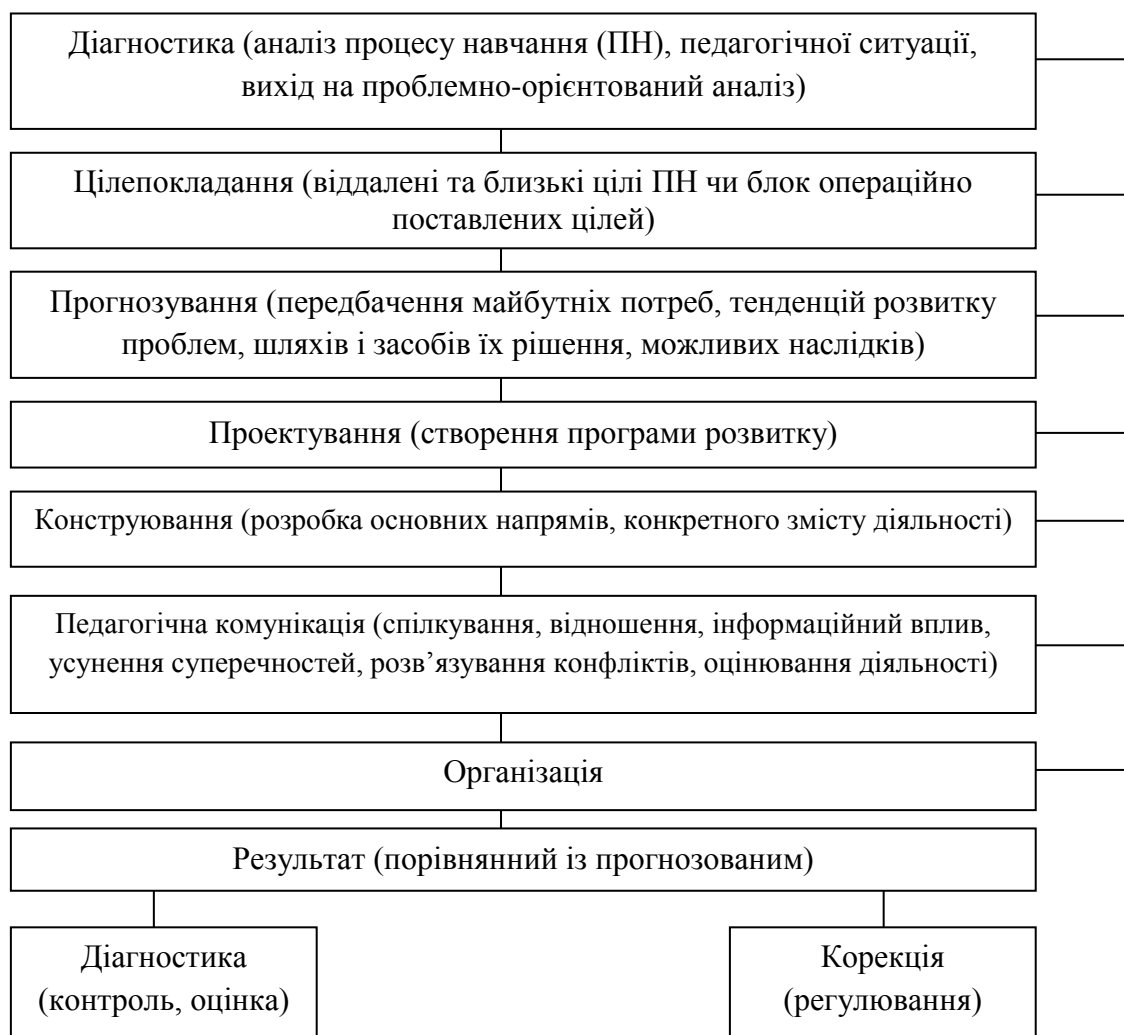 Діагностика (аналіз процесу навчання (ПН), педагогічної ситуації,
вихід на проблемно-орієнтований аналіз)
Цілепокладання (віддалені та близькі цілі ПН чи блок операційно
поставлених цілей)
Прогнозування (передбачення майбутніх потреб, тенденцій розвитку
проблем, шляхів і засобів їх рішення, можливих наслідків)
Проектування (створення програми розвитку)
Конструювання (розробка основних напрямів, конкретного змісту діяльності)
Педагогічна комунікація (спілкування, відношення, інформаційний вплив,
усунення суперечностей, розв’язування конфліктів, оцінювання діяльності)
Організація
Результат (порівнянний із прогнозованим)
Діагностика
(контроль, оцінка)
Корекція
(регулювання)